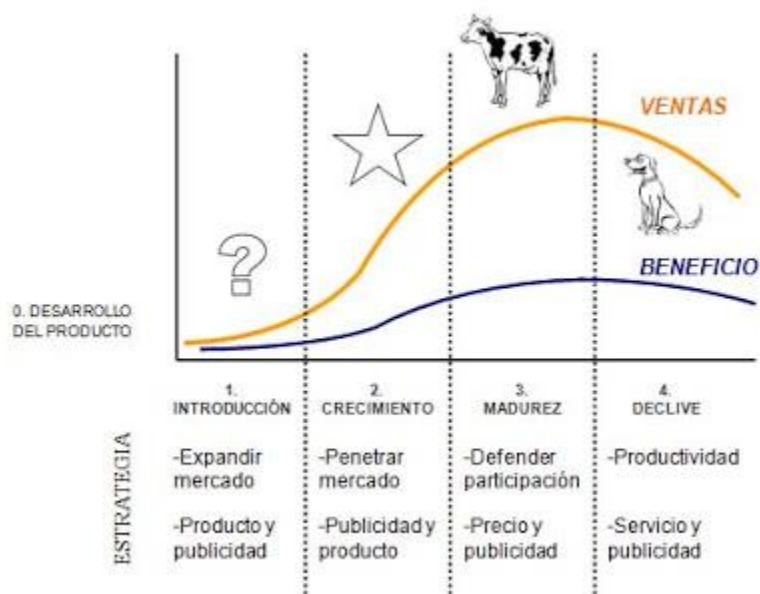 VENTAS
?
BENEFICIO
0. DESARROLLO
DEL PRODUCTO
1.
INTRODUCCIÓN
2.
CRECIMIENTO
3.
MADUREZ
4.
DECLIVE
ESTRATEGIA
-Expandir
mercado
-Producto y
publicidad
-Penetrar
mercado
-Publicidad y
producto
-Defender
participación
-Precio y
publicidad
-Productividad
-Servicio y
publicidad